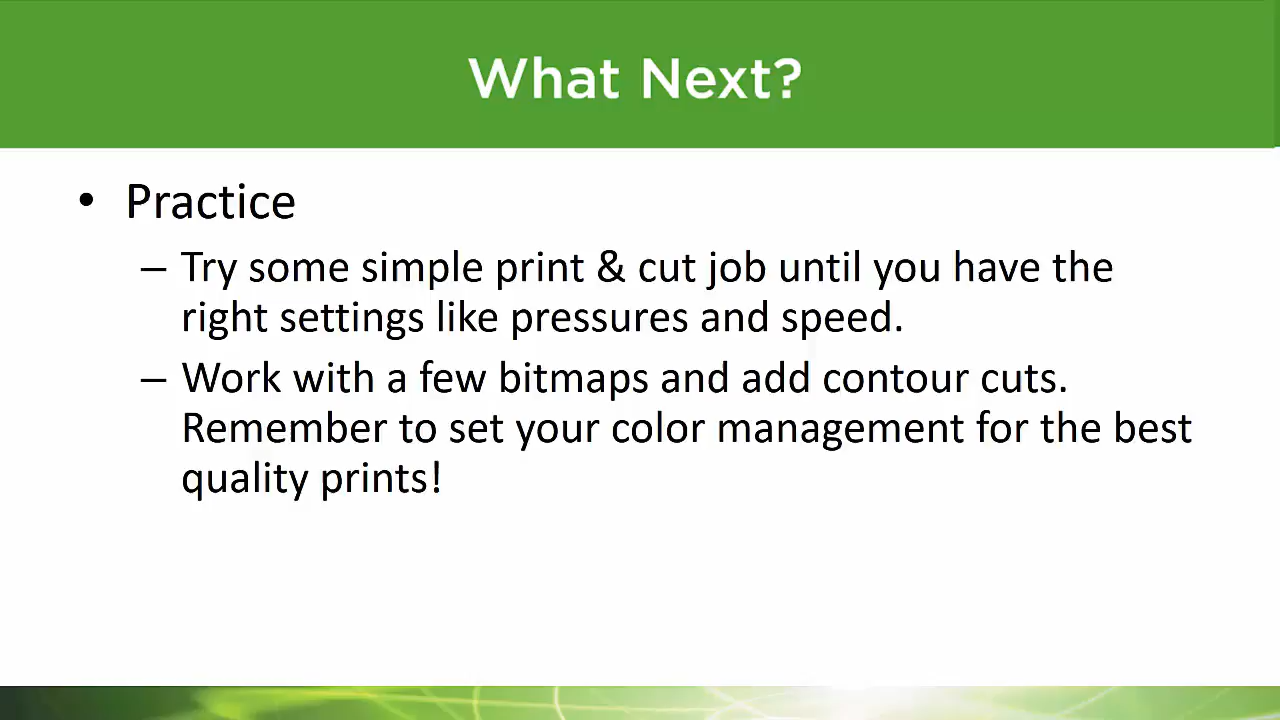 What Next?
• Practice
– Try some simple print & cut job until you have the
right settings like pressures and speed.
– Work with a few bitmaps and add contour cuts.
Remember to set your color management for the best
quality prints!